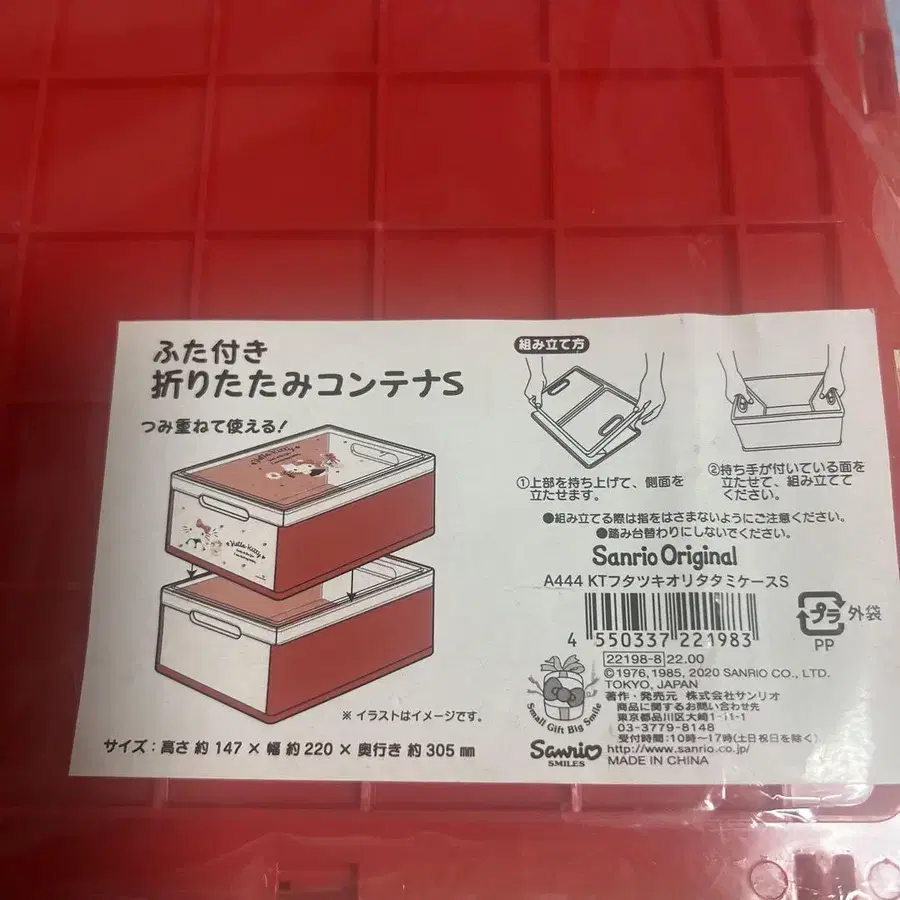 ふた付き
折りたたみコンテナS
つみ重ねて使える!
Hello Kitty
Hello Kitty
※ イラストはイメージです。
サイズ：高さ 約 147 × 幅 約 220 × 奥行き 約 305 ㎜
組み立て方
①上部を持ち上げて、側面を
立たせます。
②持ち手が付いている面を
立たせて、組み立てて
ください。
●組み立てる際は指をはさまないようにご注意ください。
●踏み台替わりにしないでください。
Sanrio Original
A444 KTフタツキオリタタミケースS
4 550337 221983
プラ 外袋
PP
22198-8 22.00
©1976, 1985, 2020 SANRIO CO., LTD.
TOKYO, JAPAN
著作・発売元 株式会社サンリオ
商品に関するお問い合わせ先
東京都品川区大崎1-11-1
03-3779-8148
受付時間：10時〜17時(土日祝日を除く)
http://www.sanrio.co.jp/
MADE IN CHINA
Small Gift Big Smile
Sanrio
SMILES